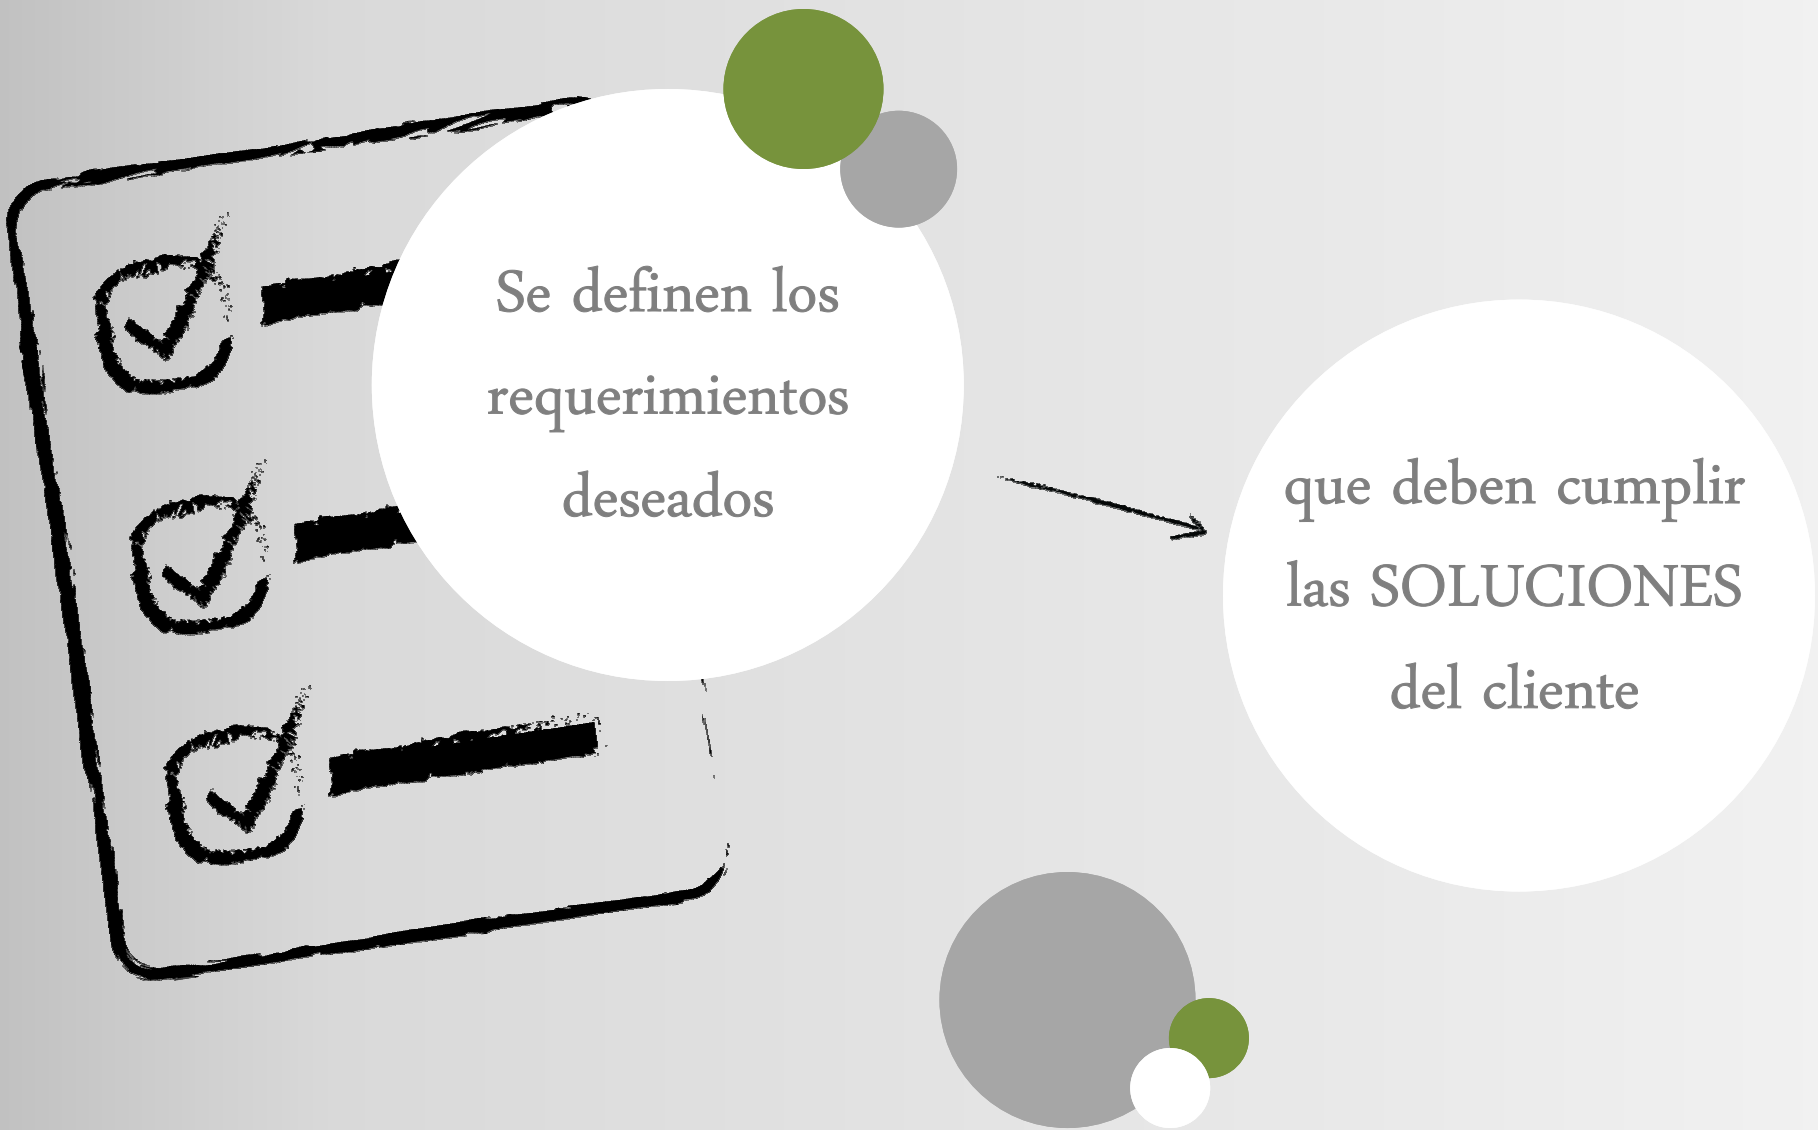 Se definen los
requerimientos
deseados
que deben cumplir
las SOLUCIONES
del cliente